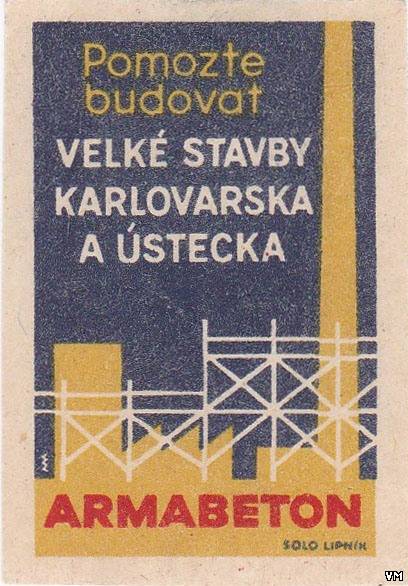 Pomozte
budovat
VELKÉ STAVBY
KARLOVARSKA
A ÚSTECKA
ARMABETON
SOLO LIPNÍK
VM